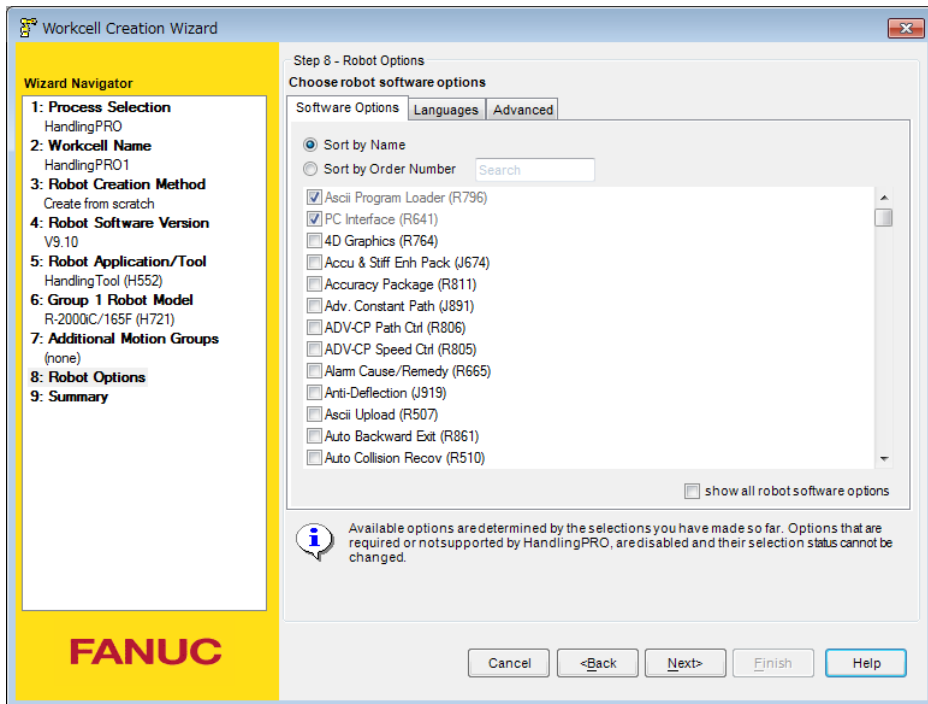 Workcell Creation Wizard
Wizard Navigator
1: Process Selection
HandlingPRO
2: Workcell Name
HandlingPRO1
3: Robot Creation Method
Create from scratch
4: Robot Software Version
V9.10
5: Robot Application/Tool
HandlingTool (H552)
6: Group 1 Robot Model
R-2000iC/165F (H721)
7: Additional Motion Groups
(none)
8: Robot Options
9: Summary
FANUC
Step 8 - Robot Options
Choose robot software options
Software Options Languages Advanced
Sort by Name
Sort by Order Number Search
Ascii Program Loader (R796)
PC Interface (R641)
4D Graphics (R764)
Accu & Stiff Enh Pack (J674)
Accuracy Package (R811)
Adv. Constant Path (J891)
ADV-CP Path Ctrl (R806)
ADV-CP Speed Ctrl (R805)
Alarm Cause/Remedy (R665)
Anti-Deflection (J919)
Ascii Upload (R507)
Auto Backward Exit (R861)
Auto Collision Recov (R510)
show all robot software options
Available options are determined by the selections you have made so far. Options that are
required or not supported by HandlingPRO, are disabled and their selection status cannot be
changed.
Cancel <Back Next> Finish Help